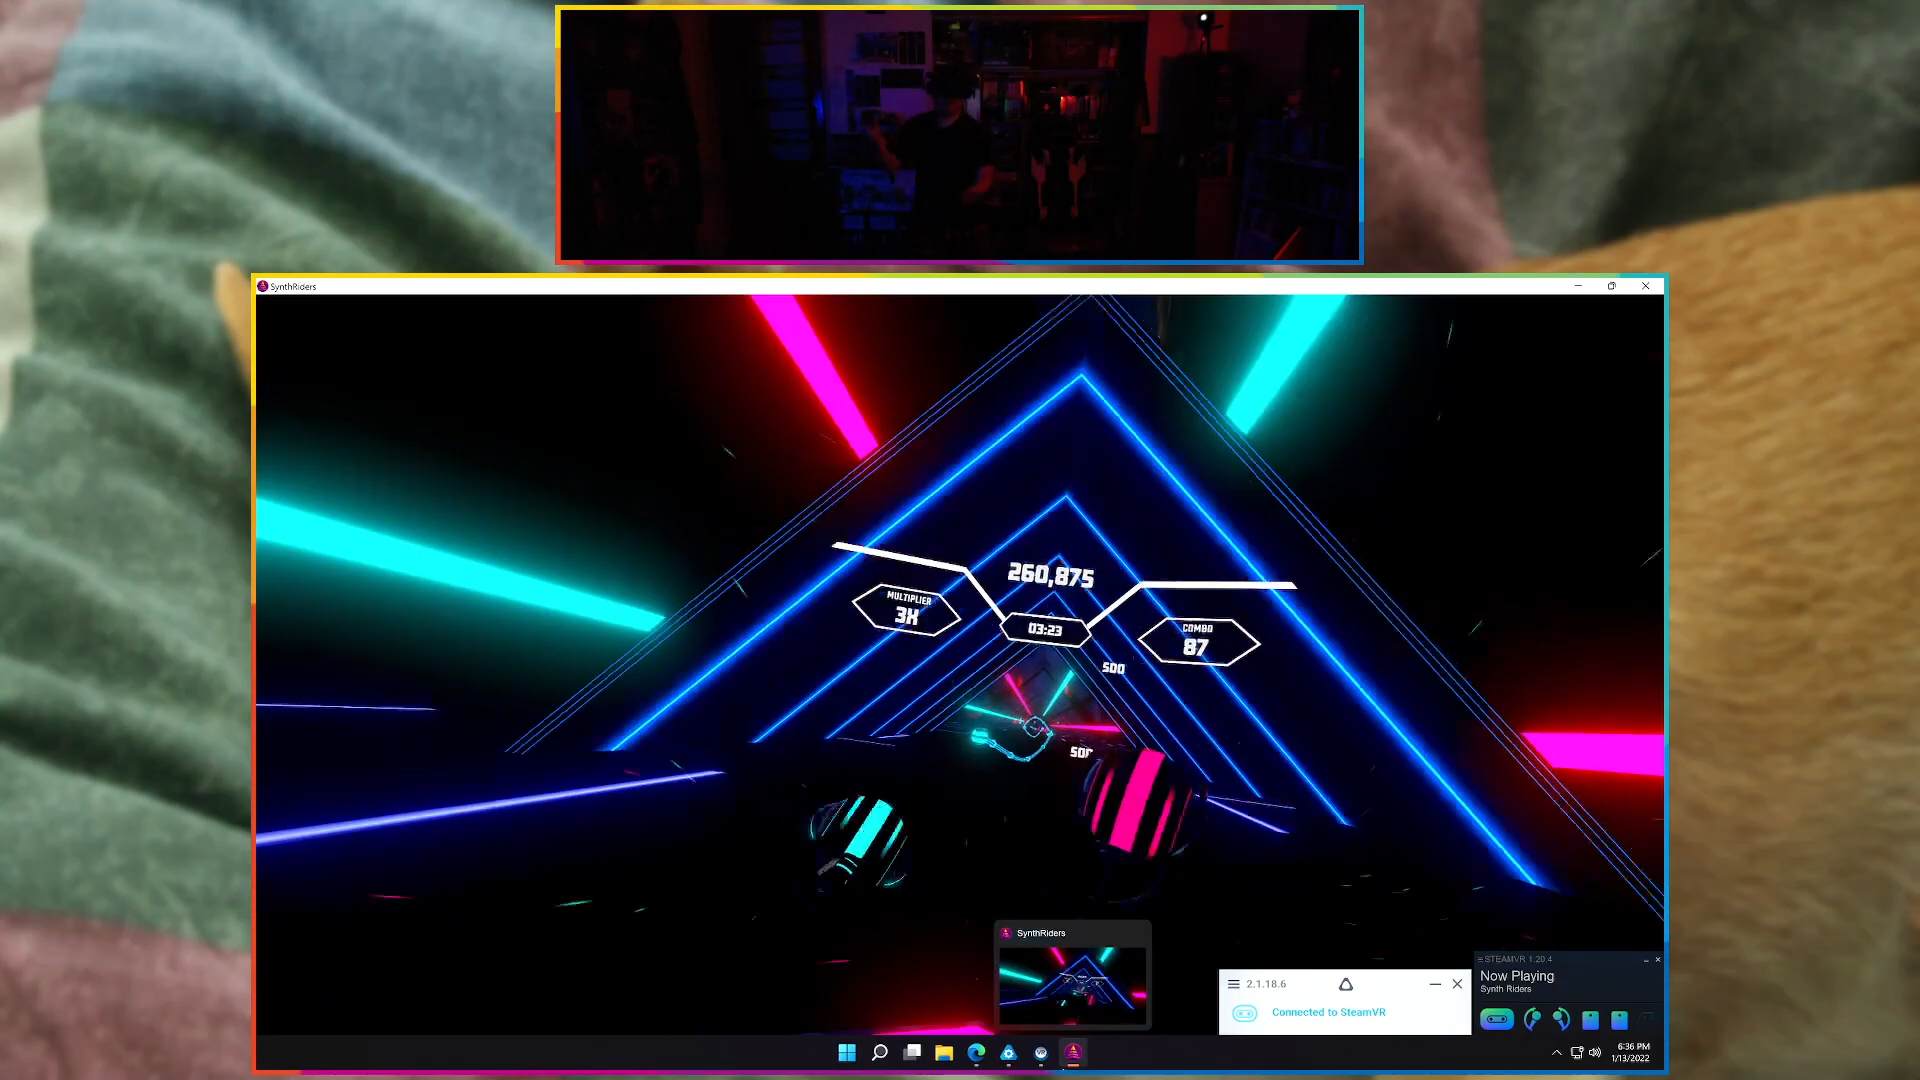 SynthRiders
260,875
MULTIPLIER
3X
03:23
COMBO
87
500
500
SynthRiders
2.1.18.6
Connected to SteamVR
STEAMVR 1.20.4
Now Playing
Synth Riders
6:36 PM
1/13/2022